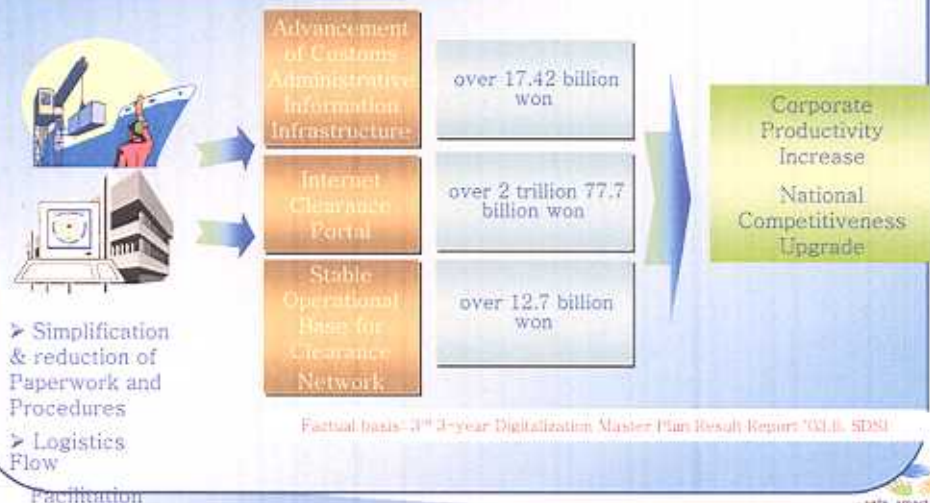 Advancement
of Customs
Administrative
Information
Infrastructure
over 17.42 billion
won
Internet
Clearance
Portal
over 2 trillion 77.7
billion won
Stable
Operational
Base for
Clearance
Network
over 12.7 billion
won
Corporate
Productivity
Increase
National
Competitiveness
Upgrade
➤ Simplification
& reduction of
Paperwork and
Procedures
➤ Logistics
Flow
Facilitation
Factual basis: 3rd 3-year Digitalization Master Plan Result Report '03.6. SDSI